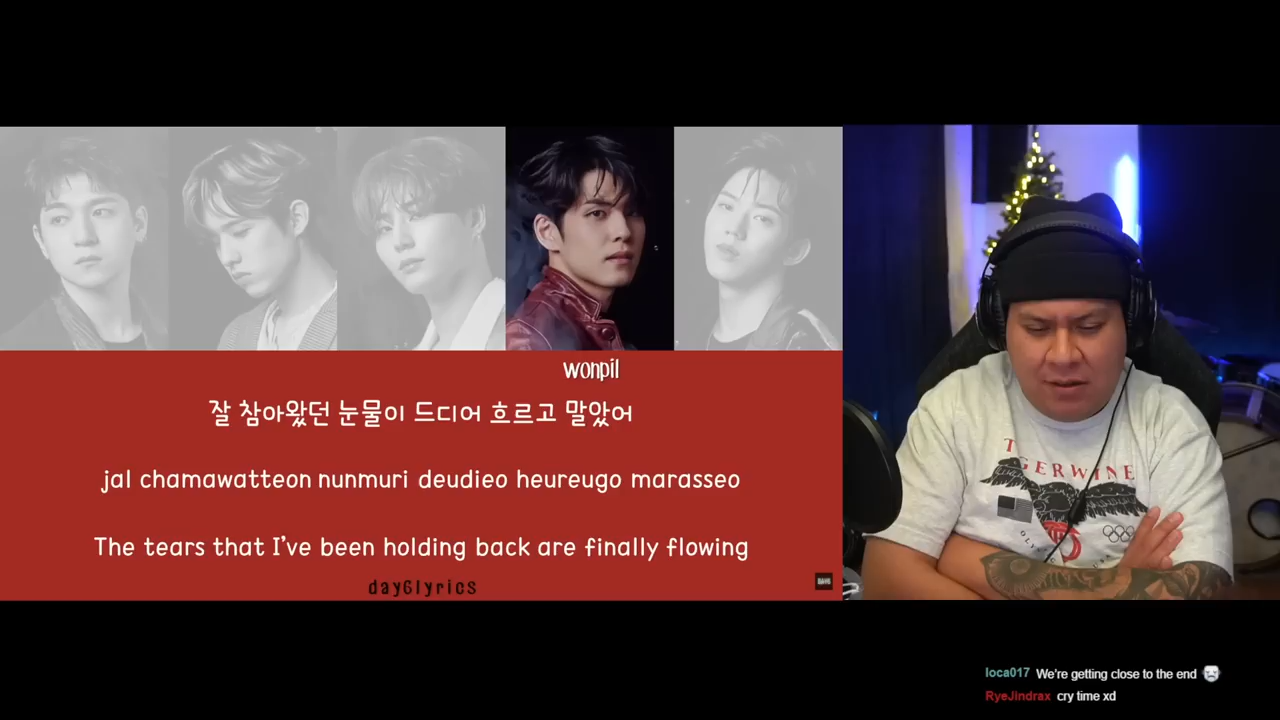 wonpil
잘 참아왔던 눈물이 드디어 흐르고 말았어
jal chamawatteon nunmuri deudieo heureugo marasseo
The tears that I've been holding back are finally flowing
day6lyrics
DAY6
TIGERWINE
loca017 We're getting close to the end
RyeJindrax cry time xd